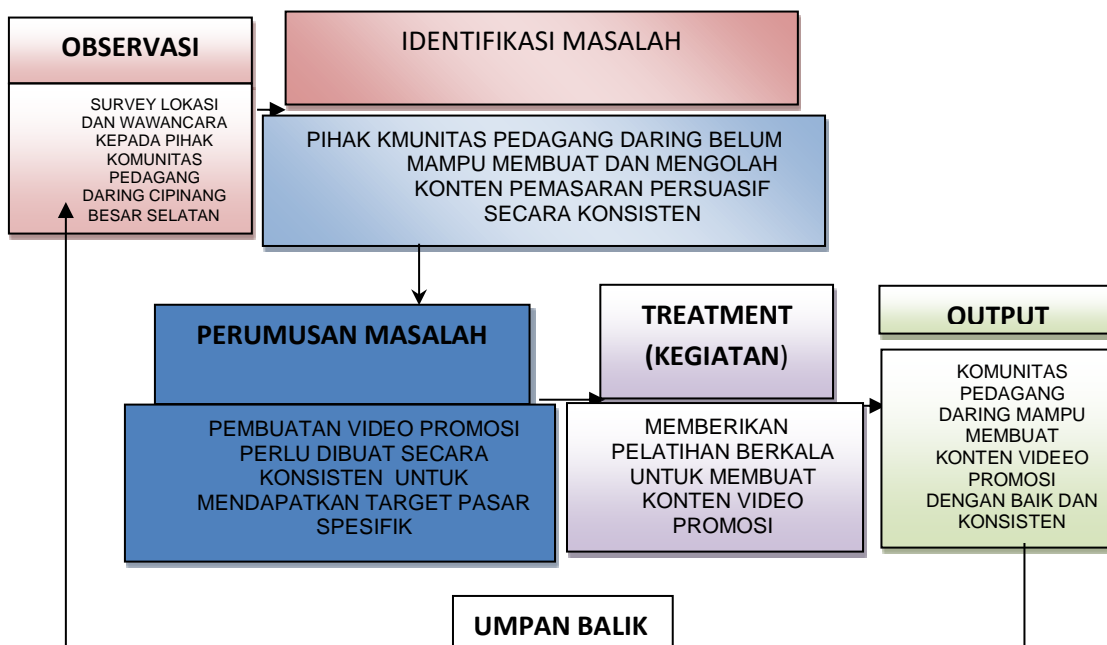 OBSERVASI
SURVEY LOKASI
DAN WAWANCARA
KEPADA PIHAK
KOMUNITAS
PEDAGANG
DARING CIPINANG
BESAR SELATAN
IDENTIFIKASI MASALAH
PIHAK KMUNITAS PEDAGANG DARING BELUM
MAMPU MEMBUAT DAN MENGOLAH
KONTEN PEMASARAN PERSUASIF
SECARA KONSISTEN
PERUMUSAN MASALAH
PEMBUATAN VIDEO PROMOSI
PERLU DIBUAT SECARA
KONSISTEN UNTUK
MENDAPATKAN TARGET PASAR
SPESIFIK
TREATMENT
(KEGIATAN)
MEMBERIKAN
PELATIHAN BERKALA
UNTUK MEMBUAT
KONTEN VIDEO
PROMOSI
OUTPUT
KOMUNITAS
PEDAGANG
DARING MAMPU
MEMBUAT
KONTEN VIDEEO
PROMOSI
DENGAN BAIK DAN
KONSISTEN
UMPAN BALIK